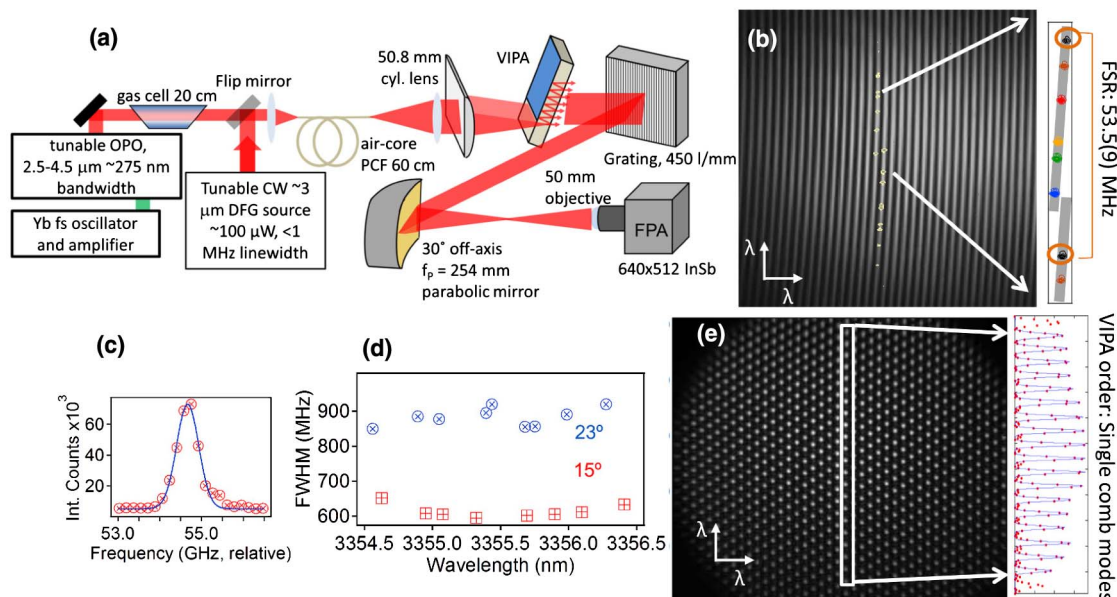 (a)
50.8 mm
cyl. lens
VIPA
Flip mirror
gas cell 20 cm
tunable OPO,
2.5-4.5 μm ~275 nm
bandwidth
Yb fs oscillator
and amplifier
Tunable CW ~3
μm DFG source
~100 μW, <1
MHz linewidth
air-core
PCF 60 cm
Grating, 450 l/mm
50 mm
objective
FPA
640x512 InSb
30˚ off-axis
fP = 254 mm
parabolic mirror
(b)
λ
λ
FSR: 53.5(9) MHz
(c)
Int. Counts x10³
60
40
20
53.0
55.0
Frequency (GHz, relative)
(d)
FWHM (MHz)
900
800
700
600
23º
15º
3354.5
3355.0
3355.5
3356.0
3356.5
Wavelength (nm)
(e)
λ
λ
VIPA order: Single comb modes